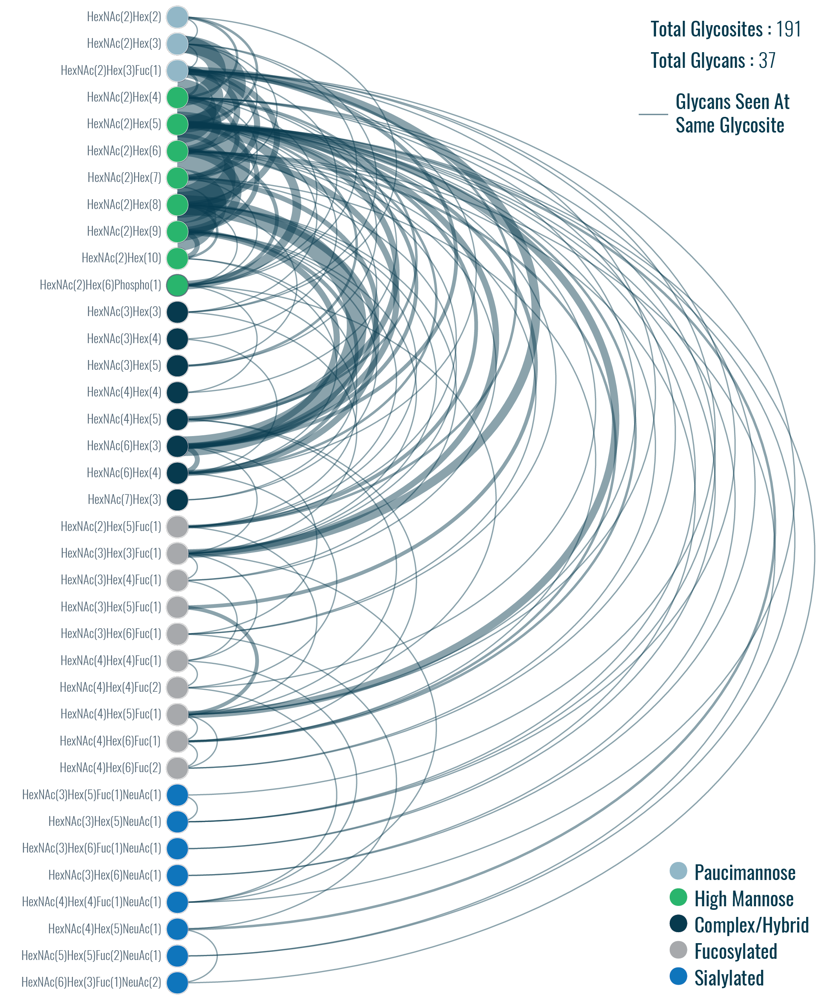 HexNAc(2)Hex(2)
HexNAc(2)Hex(3)
HexNAc(2)Hex(3)Fuc(1)
HexNAc(2)Hex(4)
HexNAc(2)Hex(5)
HexNAc(2)Hex(6)
HexNAc(2)Hex(7)
HexNAc(2)Hex(8)
HexNAc(2)Hex(9)
HexNAc(2)Hex(10)
HexNAc(2)Hex(6)Phospho(1)
HexNAc(3)Hex(3)
HexNAc(3)Hex(4)
HexNAc(3)Hex(5)
HexNAc(4)Hex(4)
HexNAc(4)Hex(5)
HexNAc(6)Hex(3)
HexNAc(6)Hex(4)
HexNAc(7)Hex(3)
HexNAc(2)Hex(5)Fuc(1)
HexNAc(3)Hex(3)Fuc(1)
HexNAc(3)Hex(4)Fuc(1)
HexNAc(3)Hex(5)Fuc(1)
HexNAc(3)Hex(6)Fuc(1)
HexNAc(4)Hex(4)Fuc(1)
HexNAc(4)Hex(4)Fuc(2)
HexNAc(4)Hex(5)Fuc(1)
HexNAc(4)Hex(6)Fuc(1)
HexNAc(4)Hex(6)Fuc(2)
HexNAc(3)Hex(5)Fuc(1)NeuAc(1)
HexNAc(3)Hex(5)NeuAc(1)
HexNAc(3)Hex(6)Fuc(1)NeuAc(1)
HexNAc(3)Hex(6)NeuAc(1)
HexNAc(4)Hex(4)Fuc(1)NeuAc(1)
HexNAc(4)Hex(5)NeuAc(1)
HexNAc(5)Hex(5)Fuc(2)NeuAc(1)
HexNAc(6)Hex(3)Fuc(1)NeuAc(2)
Total Glycosites : 191
Total Glycans : 37
Glycans Seen At
Same Glycosite
Paucimannose
High Mannose
Complex/Hybrid
Fucosylated
Sialylated